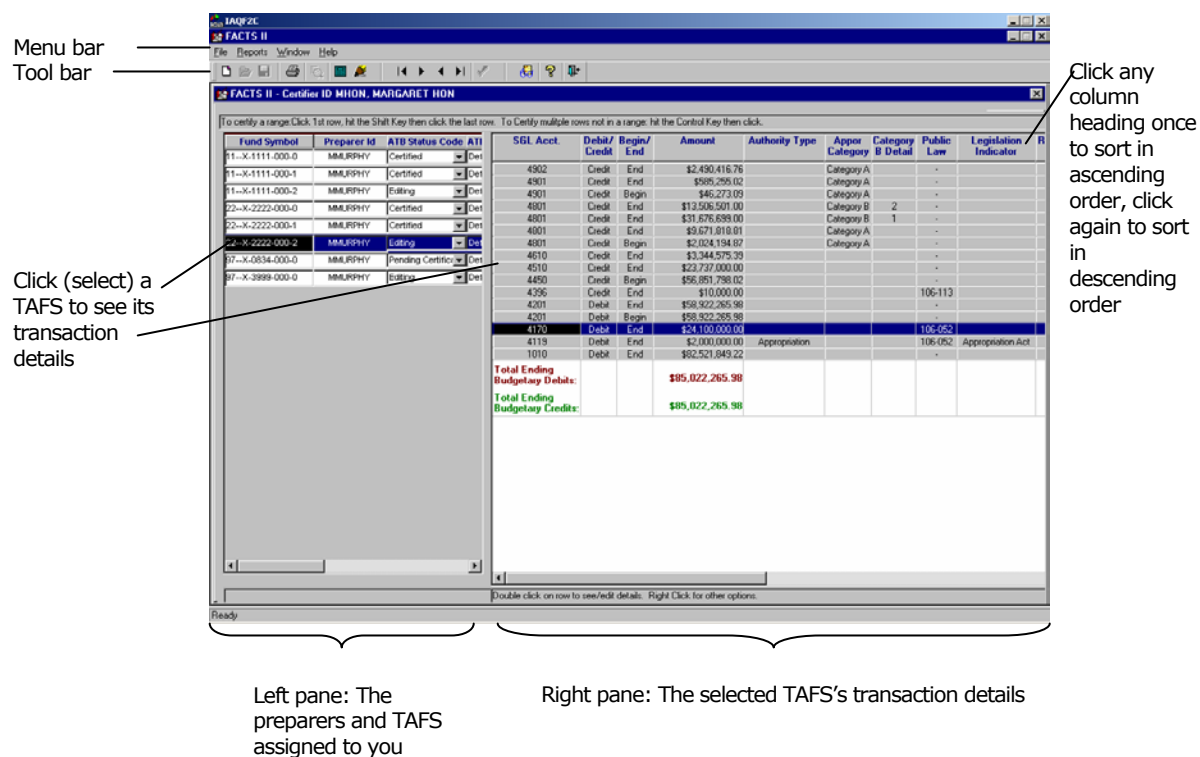 IAQF2C
FACTS II
File Reports Window Help
Menu bar
Tool bar
FACTS II - Certifier ID MHON, MARGARET HON
To certify a range:Click 1st row, hit the Shift Key then click the last row. To Certify mulitple rows not in a range: hit the Control Key then click.
Fund Symbol Preparer Id ATB Status Code ATI
11--X-1111-000-0 MMURPHY Certified Det
11--X-1111-000-1 MMURPHY Certified Det
11--X-1111-000-2 MMURPHY Editing Det
22--X-2222-000-0 MMURPHY Certified Det
22--X-2222-000-1 MMURPHY Certified Det
22--X-2222-000-2 MMURPHY Editing Det
97--X-0834-000-0 MMURPHY Pending Certific Det
97--X-3999-000-0 MMURPHY Editing Det
SGL Acct. Debit/ Credit Begin/ End Amount Authority Type Appor Category Category B Detail Public Law Legislation Indicator R
4902 Credit End $2,490,416.76 Category A -
4901 Credit End $585,255.02 Category A -
4901 Credit Begin $46,273.09 Category A -
4801 Credit End $13,506,501.00 Category B 2 -
4801 Credit End $31,676,699.00 Category B 1 -
4801 Credit End $9,671,818.81 Category A -
4801 Credit Begin $2,024,194.87 Category A -
4610 Credit End $3,344,575.39 -
4510 Credit End $23,737,000.00 -
4450 Credit Begin $56,851,798.02 -
4396 Credit End $10,000.00 106-113
4201 Debit End $58,922,265.98 -
4201 Debit Begin $58,922,265.98 -
4170 Debit End $24,100,000.00 106-052
4119 Debit End $2,000,000.00 Appropriation 106-052 Appropriation Act
1010 Debit End $82,521,849.22 -
Total Ending
Budgetary Debits: $85,022,265.98
Total Ending
Budgetary Credits: $85,022,265.98
Double click on row to see/edit details. Right Click for other options.
Ready
Click (select) a
TAFS to see its
transaction
details
Click any
column
heading once
to sort in
ascending
order, click
again to sort
in
descending
order
Left pane: The
preparers and TAFS
assigned to you
Right pane: The selected TAFS’s transaction details